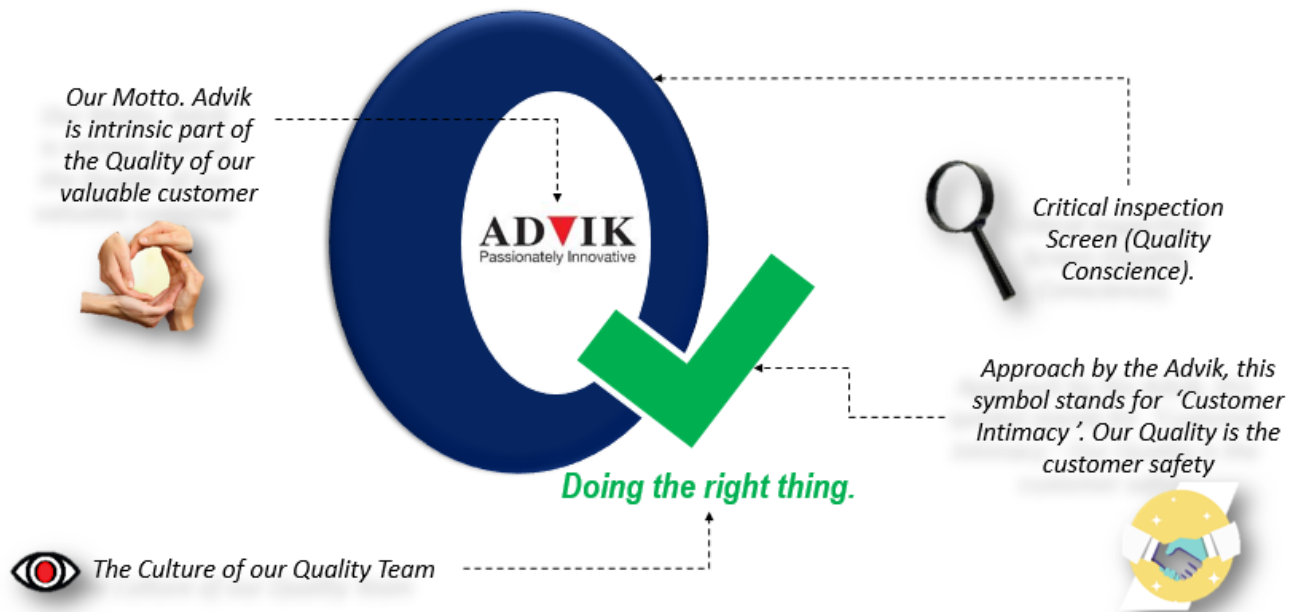 Our Motto. Advik
is intrinsic part of
the Quality of our
valuable customer
ADVIK
Passionately Innovative
Critical inspection
Screen (Quality
Conscience).
Approach by the Advik, this
symbol stands for ‘Customer
Intimacy’. Our Quality is the
customer safety
Doing the right thing.
The Culture of our Quality Team